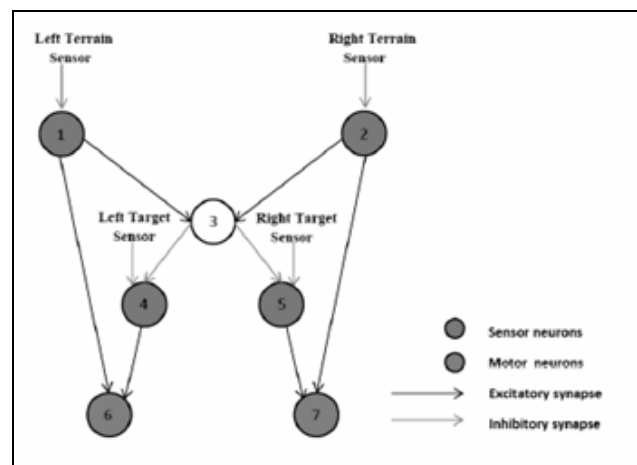 Left Terrain
Sensor
Right Terrain
Sensor
1
2
3
Left Target
Sensor
Right Target
Sensor
4
5
6
7
Sensor neurons
Motor neurons
Excitatory synapse
Inhibitory synapse